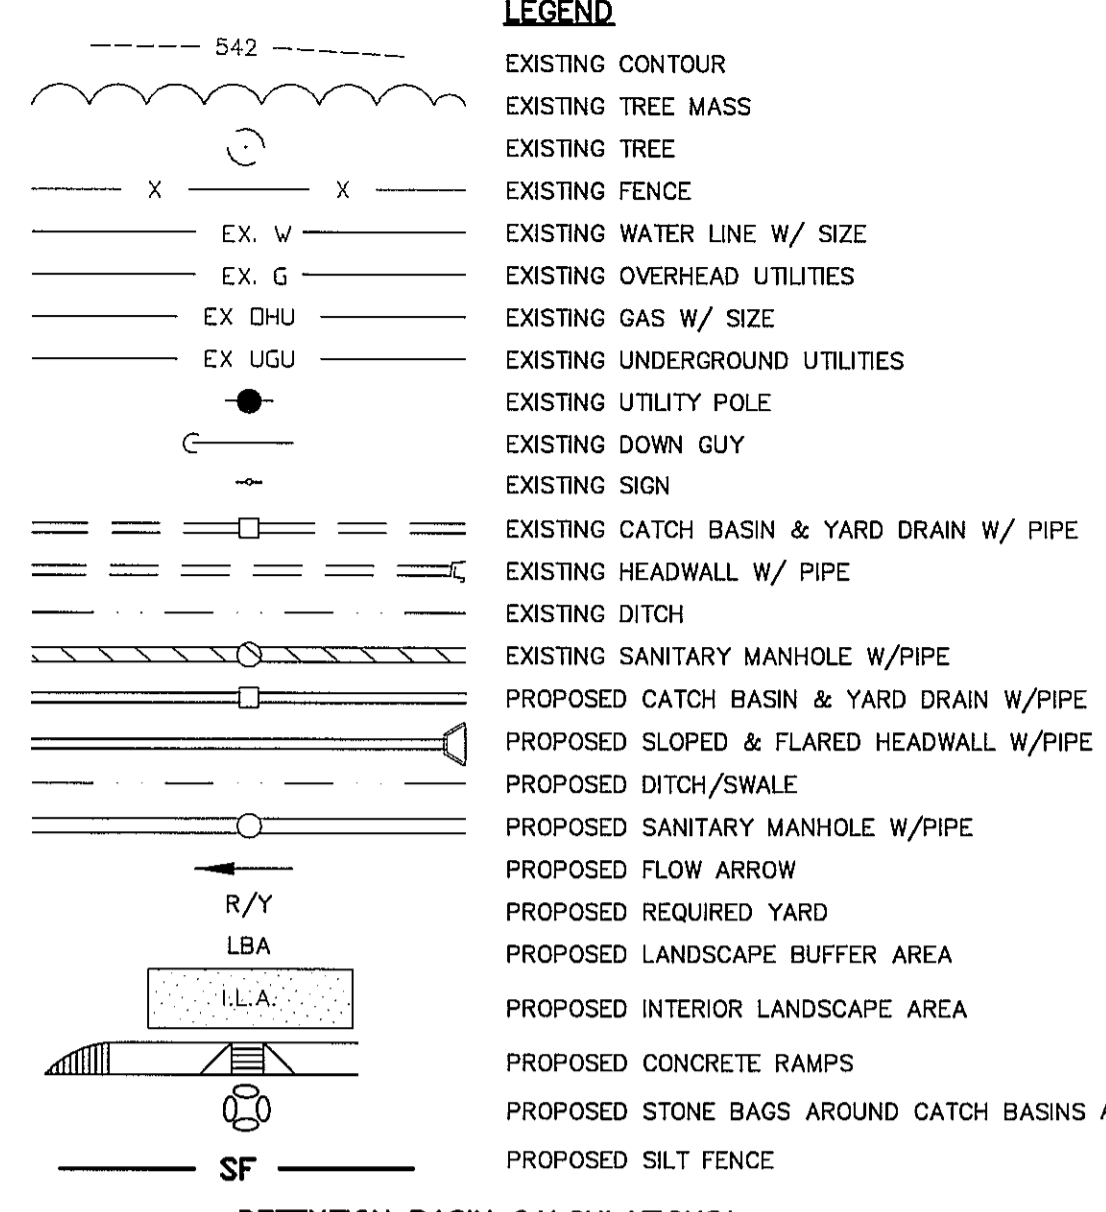 LEGEND
542 EXISTING CONTOUR
EXISTING TREE MASS
EXISTING TREE
X X EXISTING FENCE
EX. W EXISTING WATER LINE W/ SIZE
EX. G EXISTING OVERHEAD UTILITIES
EX OHU EXISTING GAS W/ SIZE
EX UGU EXISTING UNDERGROUND UTILITIES
EXISTING UTILITY POLE
EXISTING DOWN GUY
EXISTING SIGN
EXISTING CATCH BASIN & YARD DRAIN W/ PIPE
EXISTING HEADWALL W/ PIPE
EXISTING DITCH
EXISTING SANITARY MANHOLE W/PIPE
PROPOSED CATCH BASIN & YARD DRAIN W/PIPE
PROPOSED SLOPED & FLARED HEADWALL W/PIPE
PROPOSED DITCH/SWALE
PROPOSED SANITARY MANHOLE W/PIPE
PROPOSED FLOW ARROW
R/Y PROPOSED REQUIRED YARD
LBA PROPOSED LANDSCAPE BUFFER AREA
I.L.A. PROPOSED INTERIOR LANDSCAPE AREA
PROPOSED CONCRETE RAMPS
PROPOSED STONE BAGS AROUND CATCH BASINS
SF PROPOSED SILT FENCE
BASIN